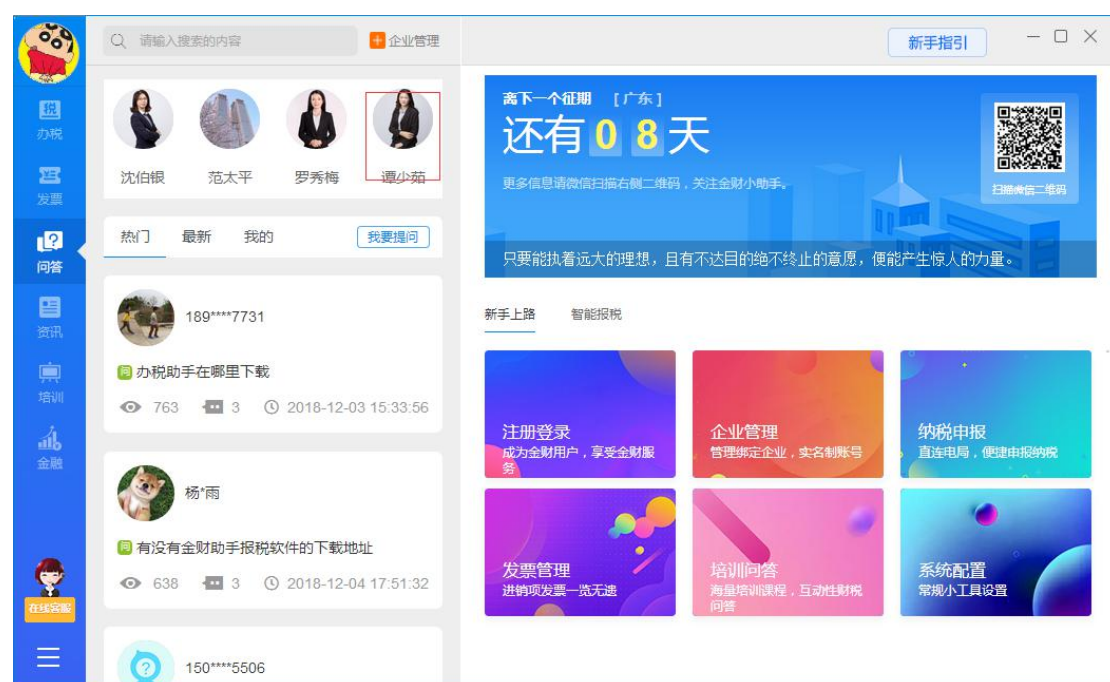 请输入搜索的内容
企业管理
新手指引
税
办税
发票
问答
资讯
培训
金融
在线客服
沈伯银
范太平
罗秀梅
谭少茹
热门
最新
我的
我要提问
189****7731
问 办税助手在哪里下载
763
3
2018-12-03 15:33:56
杨*雨
问 有没有金财助手报税软件的下载地址
638
3
2018-12-04 17:51:32
150****5506
离下一个征期 [广东]
还有08天
更多信息请微信扫描右侧二维码，关注金财小助手。
扫描微信二维码
只要能执着远大的理想，且有不达目的绝不终止的意愿，便能产生惊人的力量。
新手上路
智能报税
注册登录
成为金财用户，享受金财服
务
企业管理
管理绑定企业，实名制账号
纳税申报
直连电局，便捷申报纳税
发票管理
进销项发票一览无遗
培训问答
海量培训课程，互动性财税
问答
系统配置
常规小工具设置